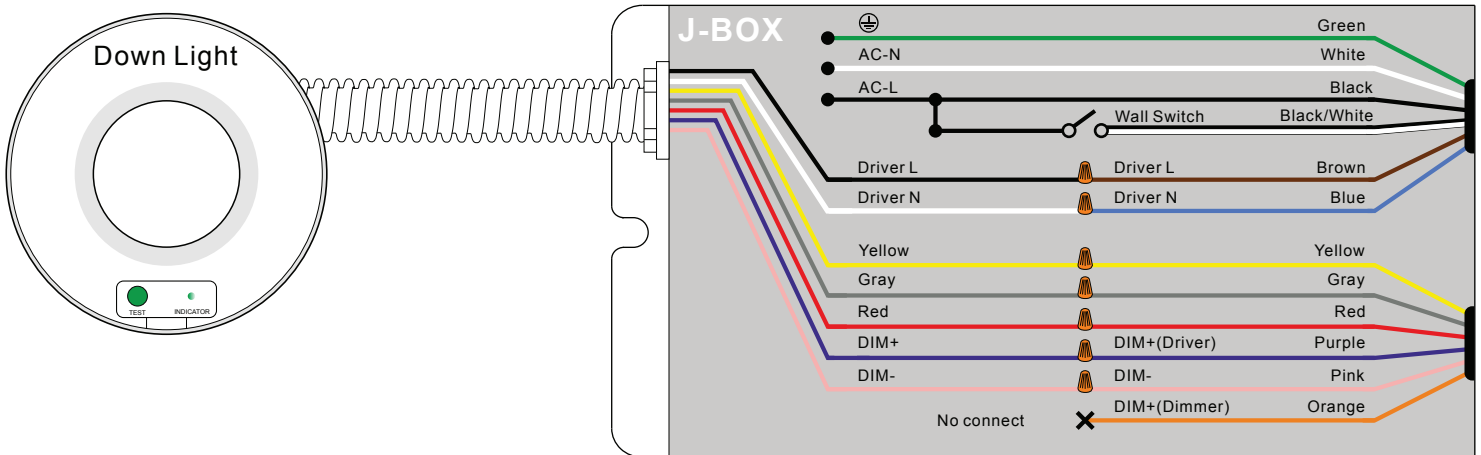 Down Light
TEST
INDICATOR
J-BOX
Green
AC-N
White
AC-L
Black
Wall Switch
Black/White
Driver L
Driver L
Brown
Driver N
Driver N
Blue
Yellow
Yellow
Gray
Gray
Red
Red
DIM+
DIM+(Driver)
Purple
DIM-
DIM-
Pink
No connect
DIM+(Dimmer)
Orange